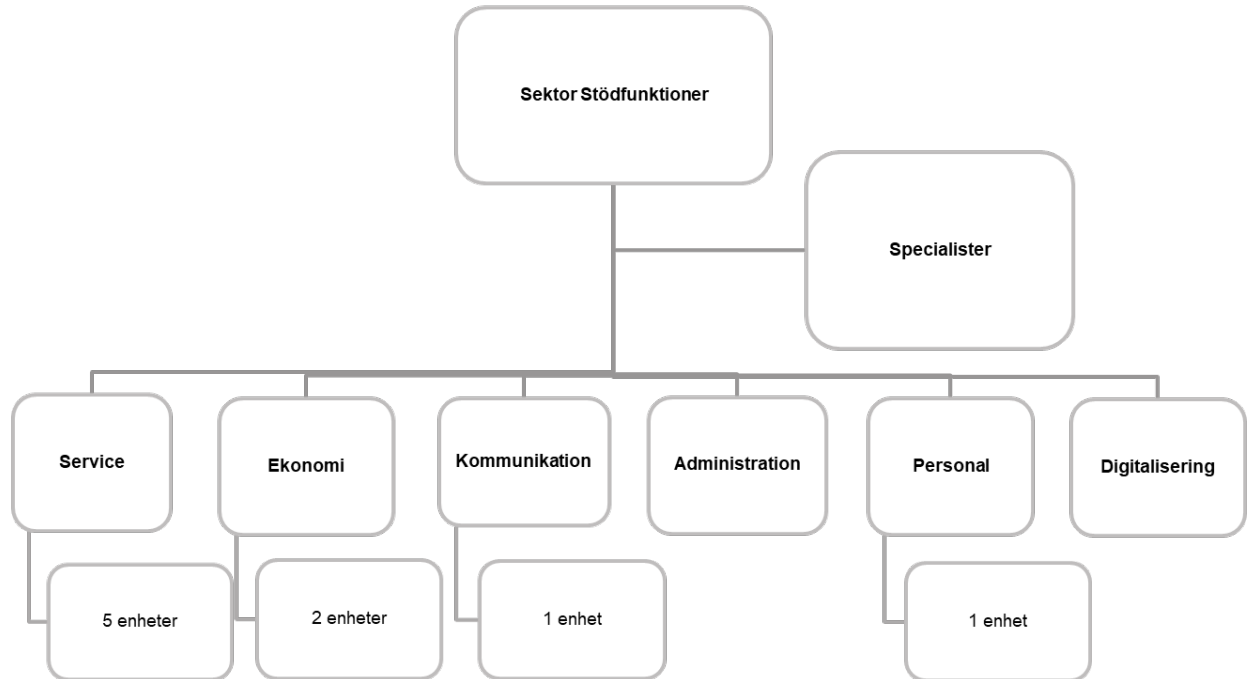 Sektor Stödfunktioner
Specialister
Service
Ekonomi
Kommunikation
Administration
Personal
Digitalisering
5 enheter
2 enheter
1 enhet
1 enhet